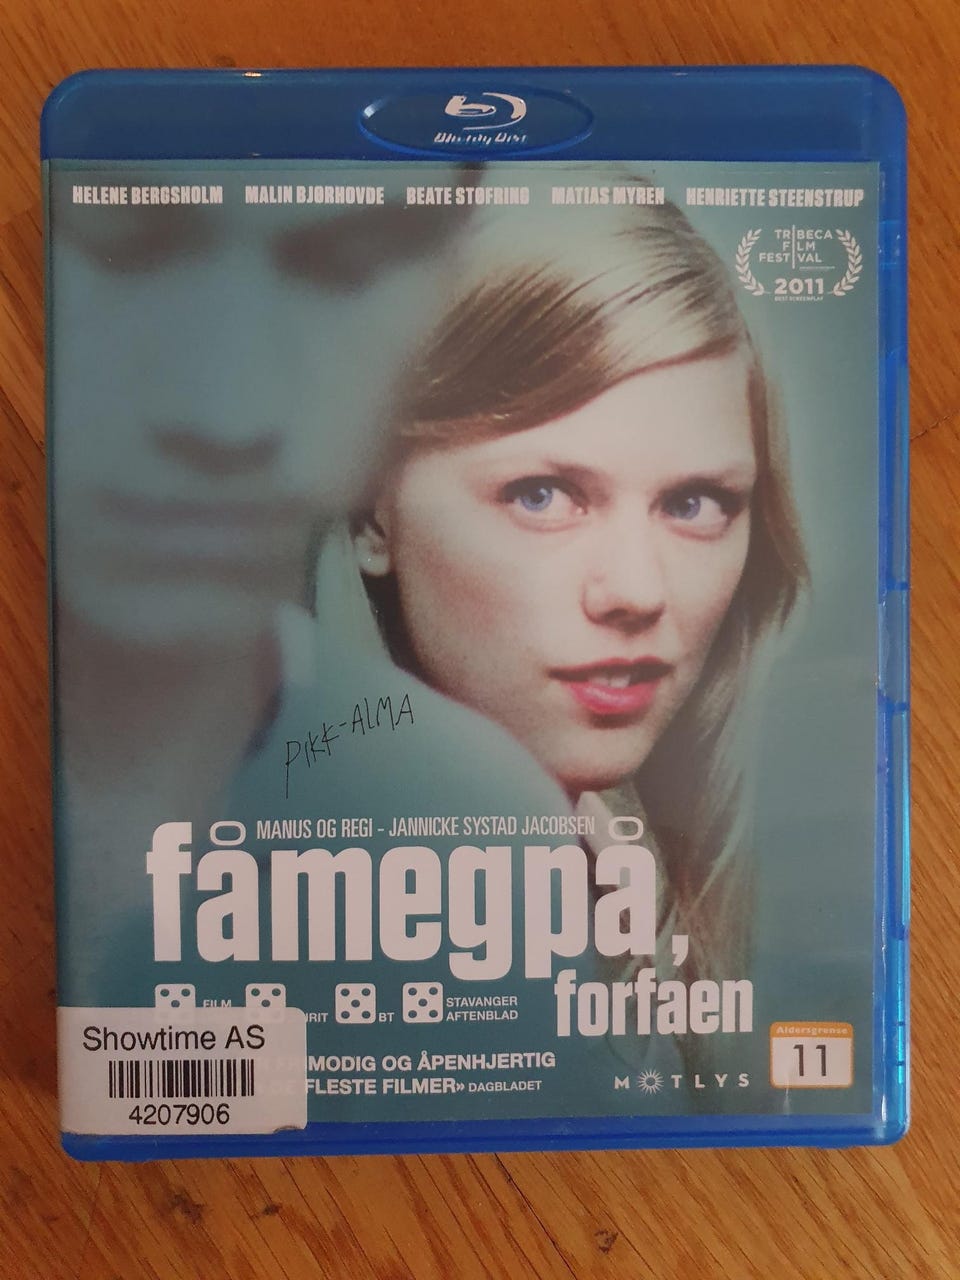 Blu-ray Disc
HELENE BERGSHOLM MALIN BJØRHOVDE BEATE STØFRING MATIAS MYREN HENRIETTE STEENSTRUP
TRIBECA
FILM
FESTIVAL
2011
BEST SCREENPLAY
PIKK-ALMA
MANUS OG REGI - JANNICKE SYSTAD JACOBSEN
fåmegpå,
forfaen
FILM RIT BT STAVANGER
AFTENBLAD
Showtime AS
4207906
IMODIG OG ÅPENHJERTIG
FLESTE FILMER» DAGBLADET
MOTLYS
Aldersgrense
11